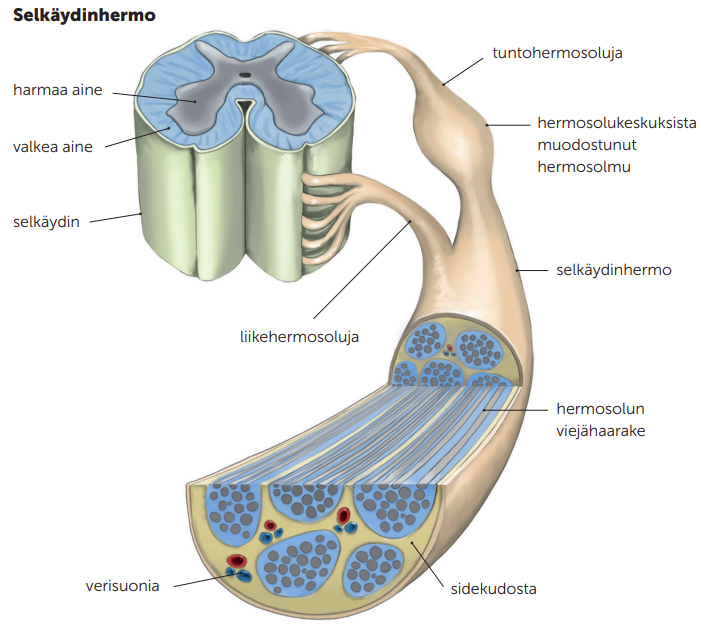 Selkäydinhermo
tuntohermosoluja
harmaa aine
hermosolukeskuksista
muodostunut
hermosolmu
valkea aine
selkäydin
selkäydinhermo
liikehermosoluja
hermosolun
viejähaarake
verisuonia
sidekudosta